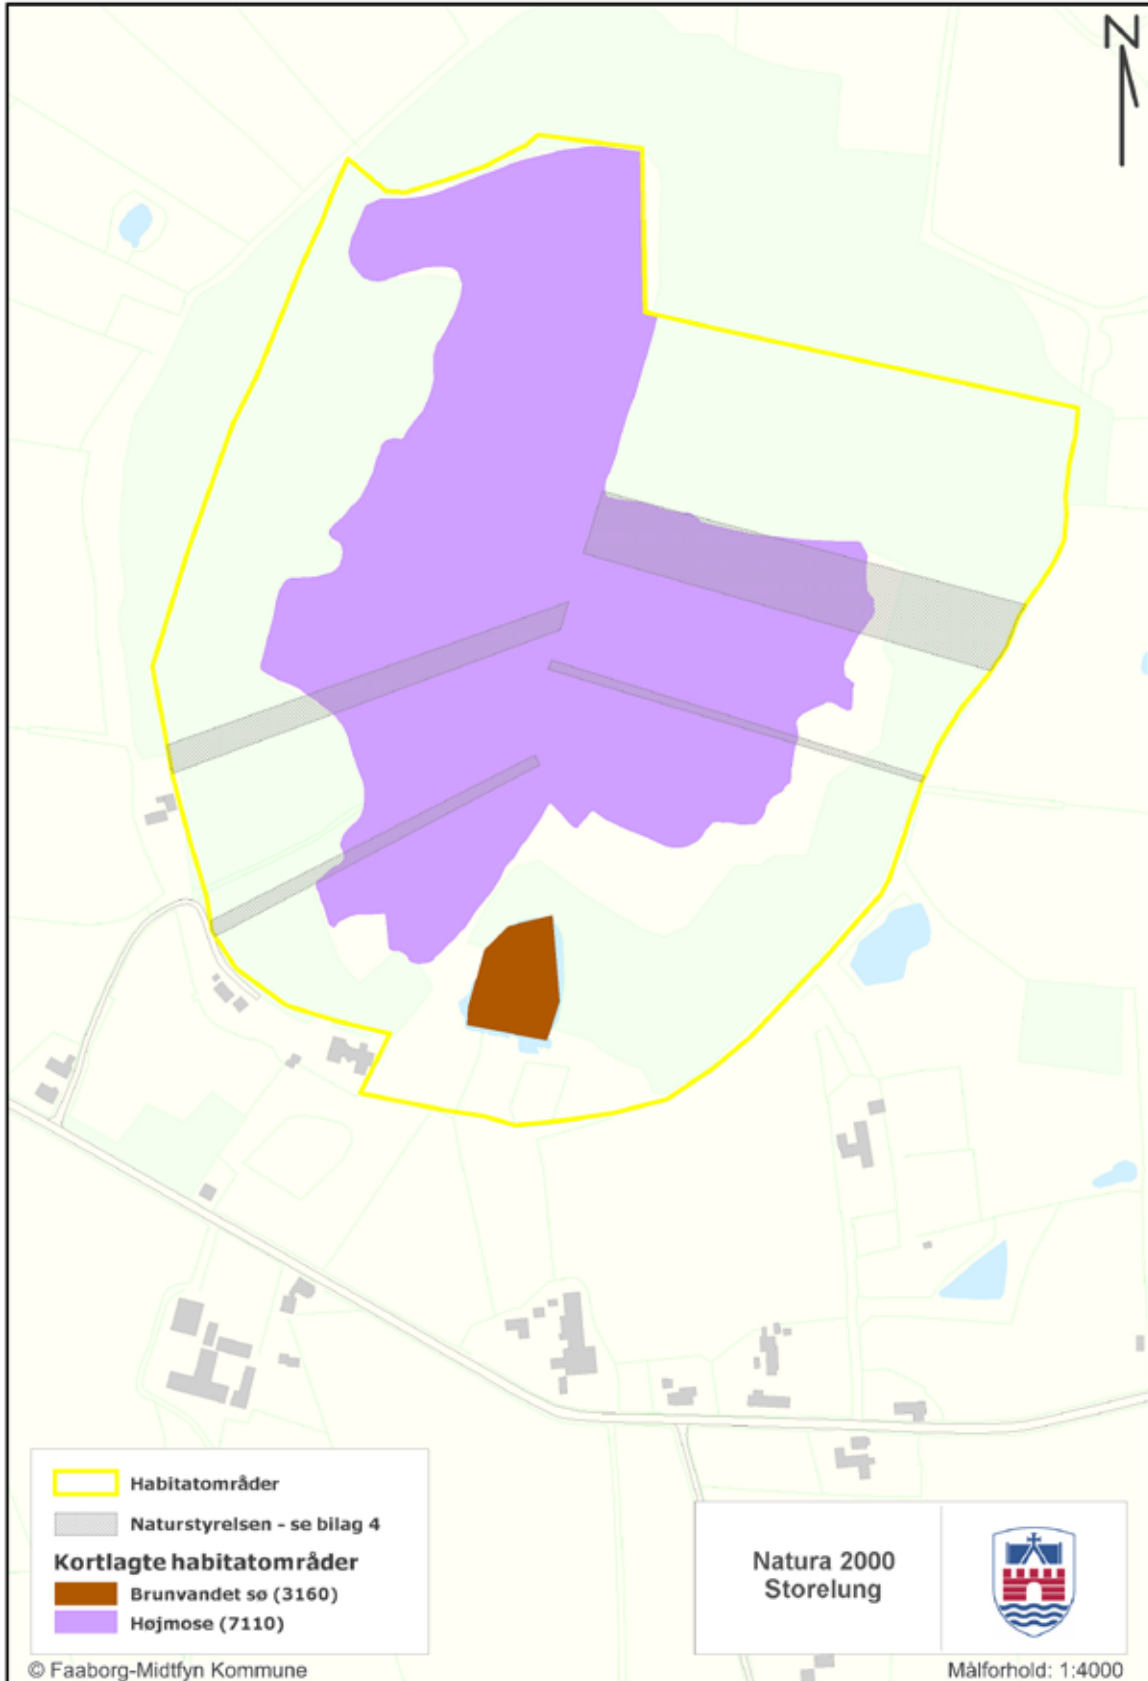 N
Habitatområder
Naturstyrelsen - se bilag 4
Kortlagte habitatområder
Brunvandet sø (3160)
Højmose (7110)
Natura 2000
Storelung
© Faaborg-Midtfyn Kommune
Målforhold: 1:4000